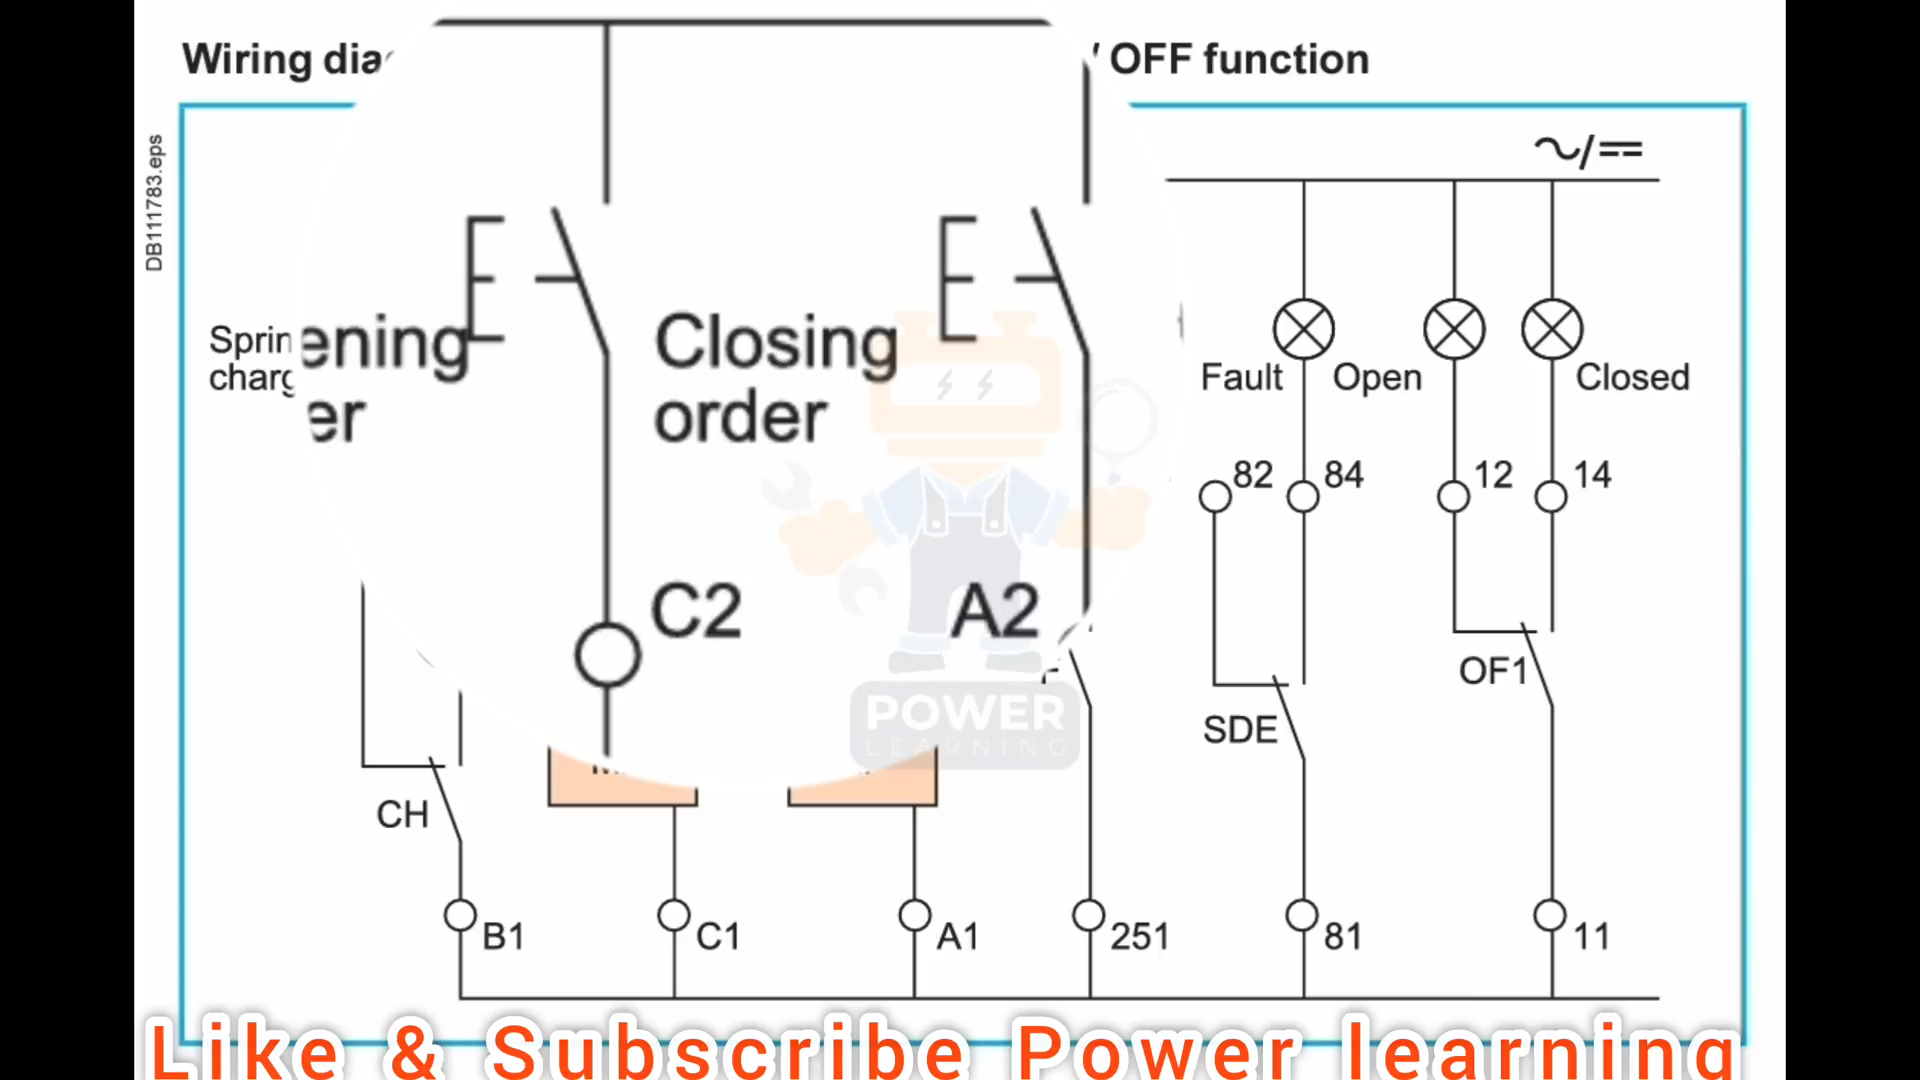 Wiring dia
/ OFF function
DB111783.eps
Sprin
charg
ening
er
Closing
order
Fault
Open
Closed
82
84
12
14
C2
A2
OF1
SDE
CH
POWER
LEARNING
B1
C1
A1
251
81
11
Like & Subscribe Power learning